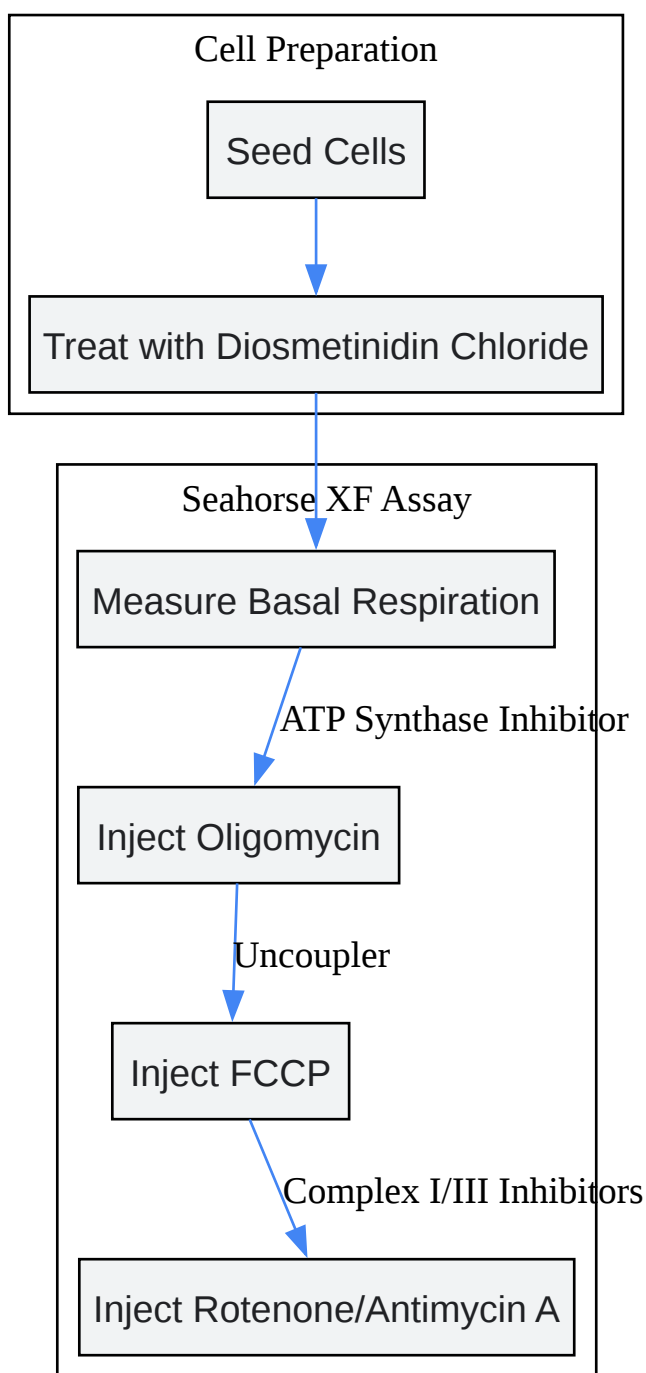 Cell Preparation
Seed Cells
Treat with Diosmetinidin Chloride
Seahorse XF Assay
Measure Basal Respiration
ATP Synthase Inhibitor
Inject Oligomycin
Uncoupler
Inject FCCP
Complex I/III Inhibitors
Inject Rotenone/Antimycin A